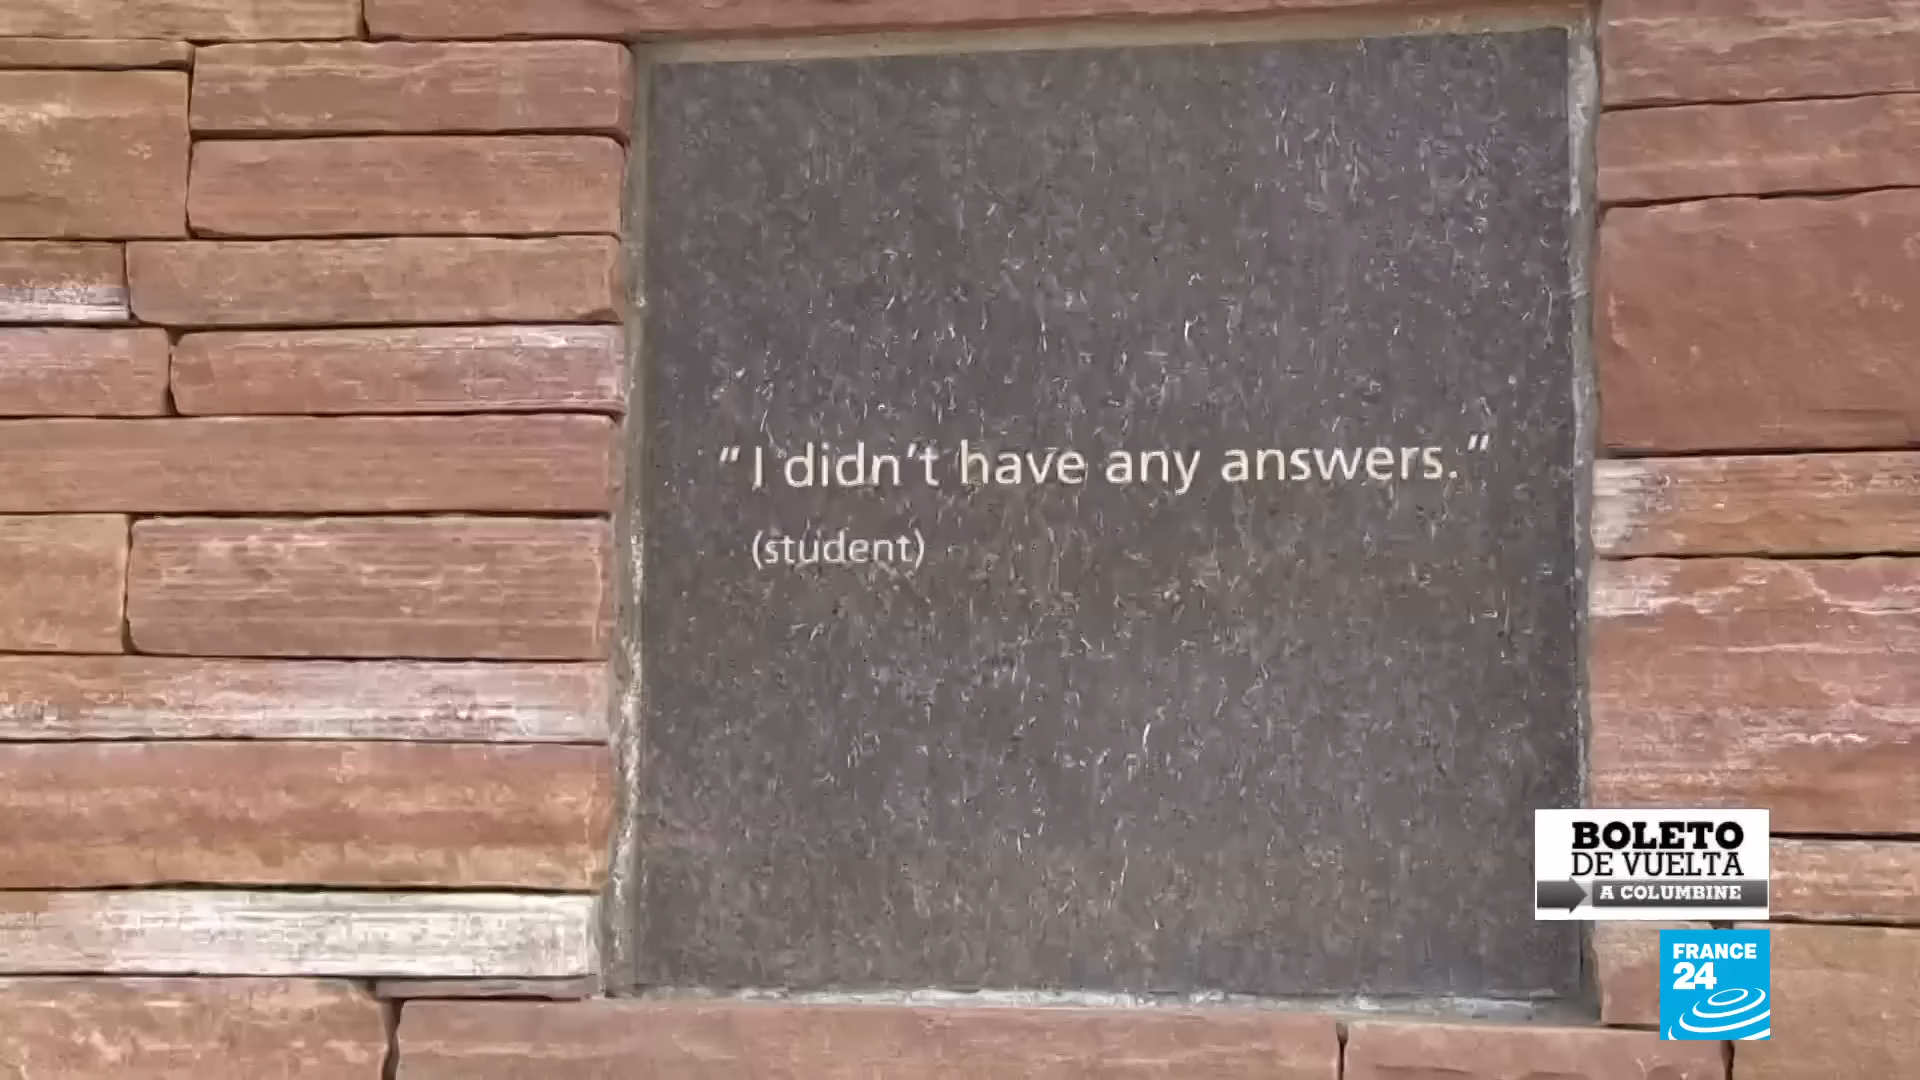 “I didn’t have any answers.”
(student)
BOLETO
DE VUELTA
A COLUMBINE
FRANCE
24